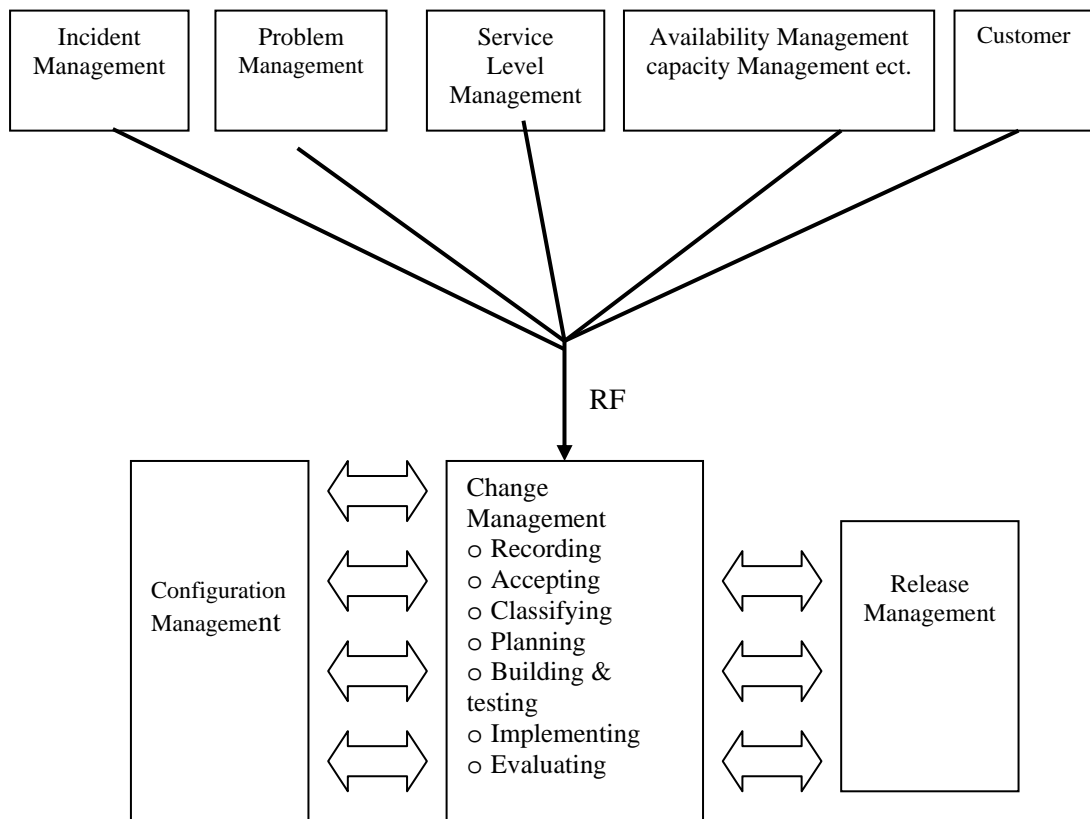 Incident
Management
Problem
Management
Service
Level
Management
Availability Management
capacity Management ect.
Customer
RF
Configuration
Management
Change
Management
o Recording
o Accepting
o Classifying
o Planning
o Building &
testing
o Implementing
o Evaluating
Release
Management